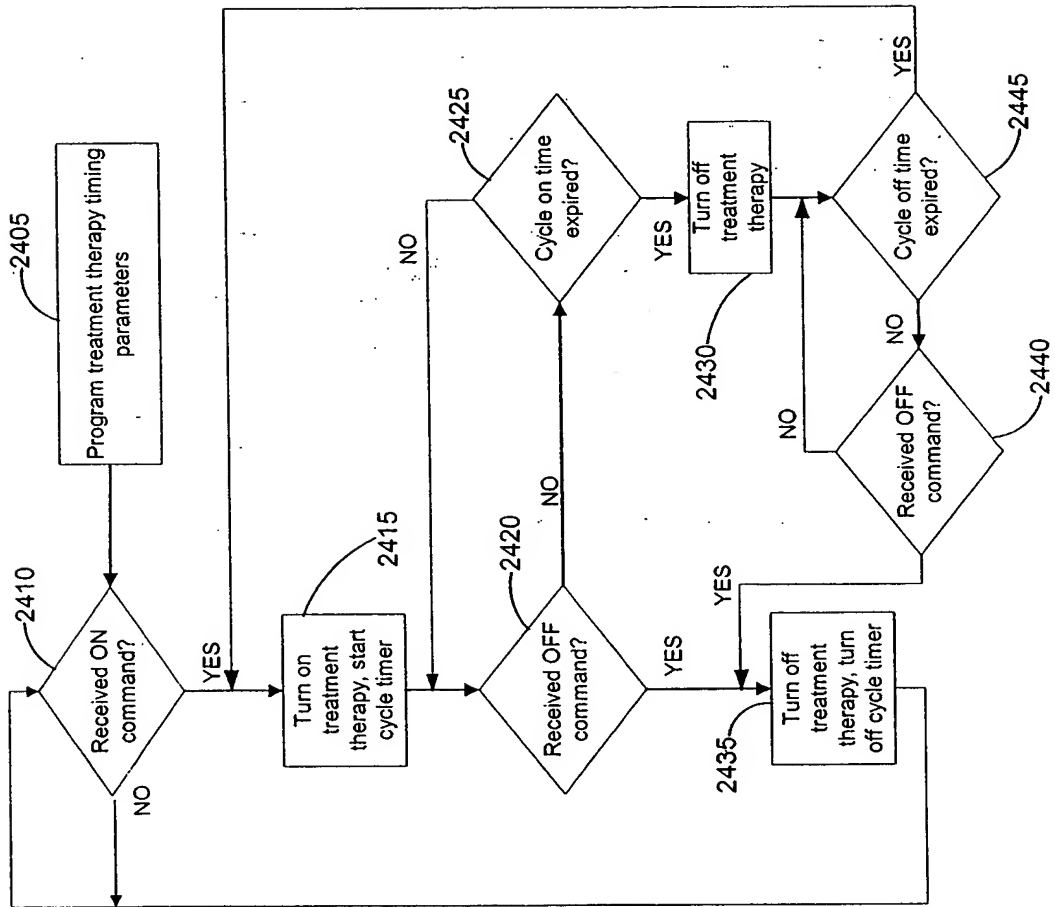 2405
Program treatment therapy timing
parameters
2410
Received ON
command?
YES
NO
2415
Turn on
treatment
therapy, start
cycle timer
2420
Received OFF
command?
NO
YES
2425
Cycle on time
expired?
NO
YES
2430
Turn off
treatment
therapy
2435
Turn off
treatment
therapy, turn
off cycle timer
2440
Received OFF
command?
NO
YES
2445
Cycle off time
expired?
NO
YES